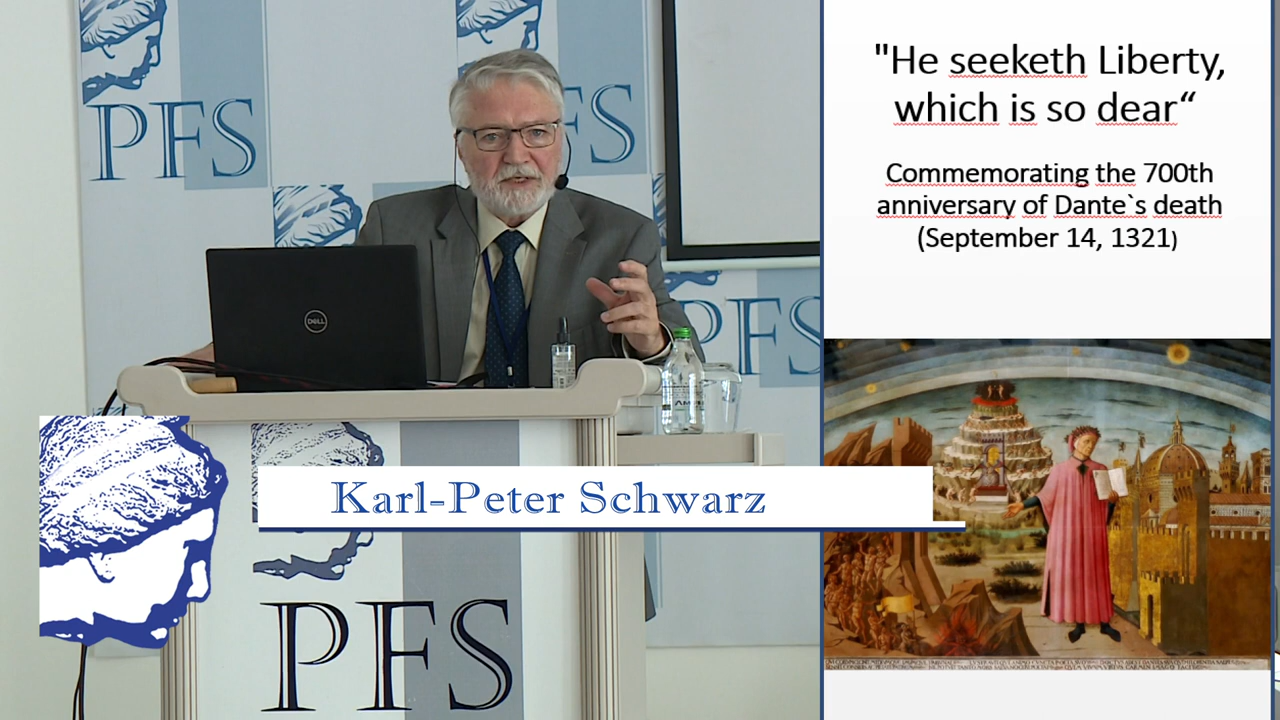 PFS
PFS
PFS
DELL
Karl-Peter Schwarz
PFS
"He seeketh Liberty,
which is so dear“
Commemorating the 700th
anniversary of Dante`s death
(September 14, 1321)